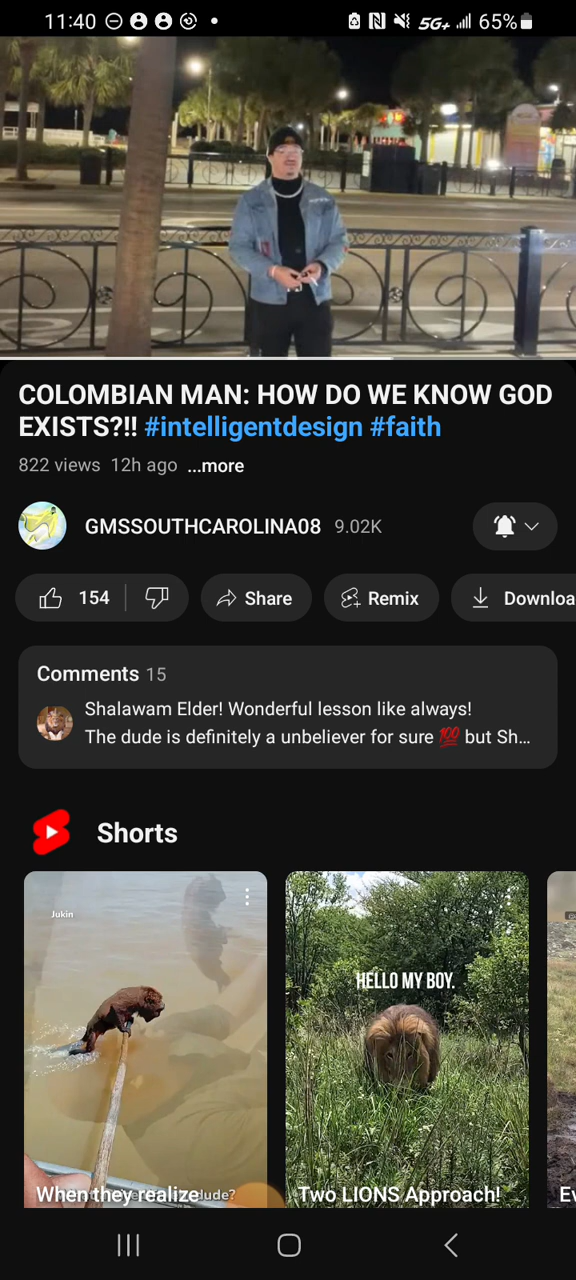 11:40
5G+ 65%
COLOMBIAN MAN: HOW DO WE KNOW GOD
EXISTS?!! #intelligentdesign #faith
822 views 12h ago ...more
GMSSOUTHCAROLINA08 9.02K
154 Share Remix Downloa
Comments 15
Shalawam Elder! Wonderful lesson like always!
The dude is definitely a unbeliever for sure 💯 but Sh...
Shorts
Jukin
HELLO MY BOY.
When they realize dude?
Two LIONS Approach!
Ev